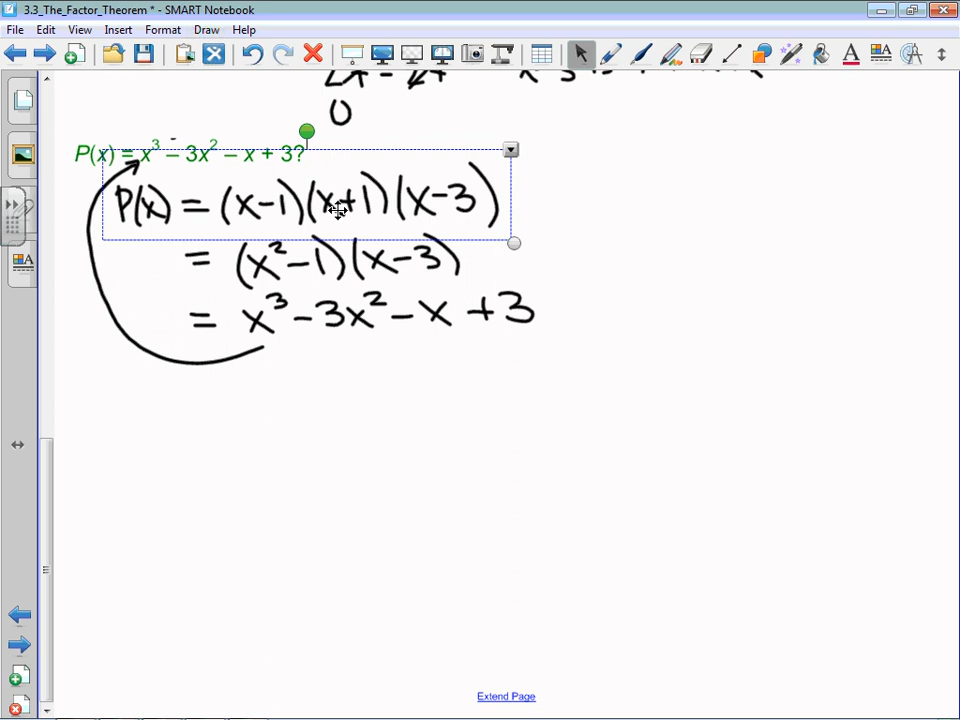 3.3_The_Factor_Theorem * - SMART Notebook
File Edit View Insert Format Draw Help
0
P(x) = x³ – 3x² – x + 3?
P(x) = (x-1)(x+1)(x-3)
= (x²-1)(x-3)
= x³-3x²-x+3
Extend Page